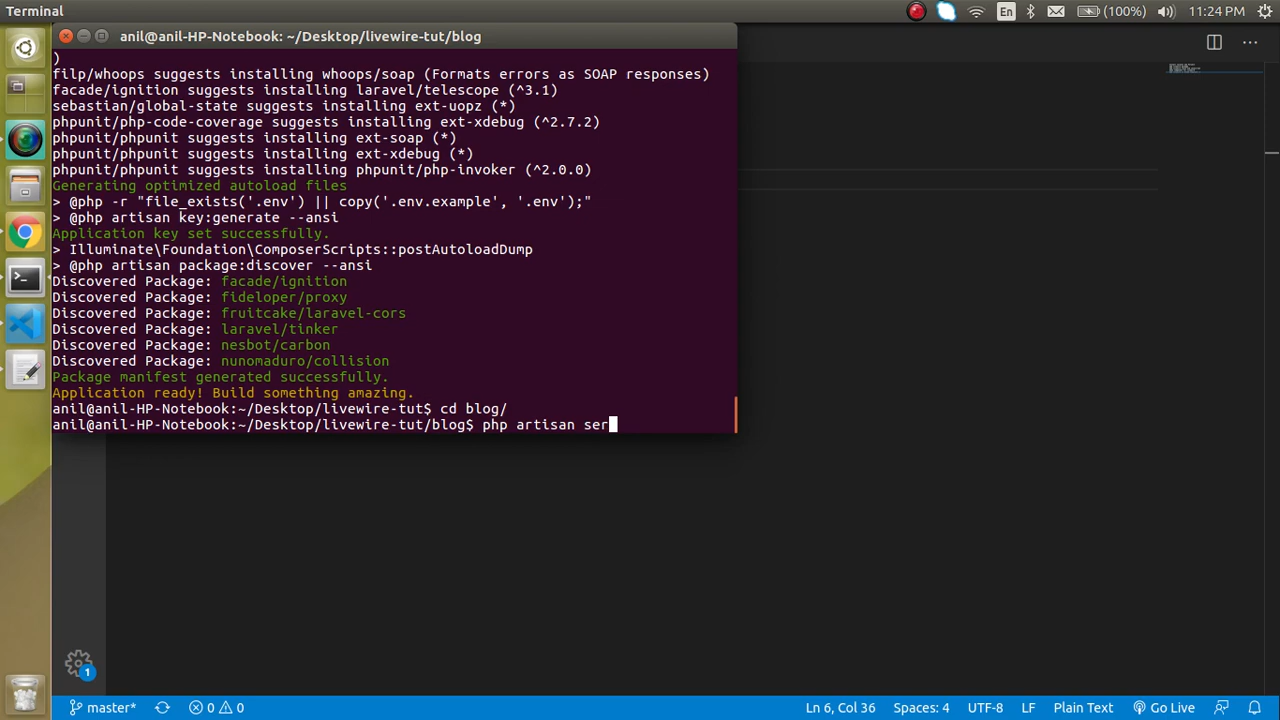 Terminal
En
(100%)
11:24 PM
anil@anil-HP-Notebook: ~/Desktop/livewire-tut/blog
)
filp/whoops suggests installing whoops/soap (Formats errors as SOAP responses)
facade/ignition suggests installing laravel/telescope (^3.1)
sebastian/global-state suggests installing ext-uopz (*)
phpunit/php-code-coverage suggests installing ext-xdebug (^2.7.2)
phpunit/phpunit suggests installing ext-soap (*)
phpunit/phpunit suggests installing ext-xdebug (*)
phpunit/phpunit suggests installing phpunit/php-invoker (^2.0.0)
Generating optimized autoload files
> @php -r "file_exists('.env') || copy('.env.example', '.env');"
> @php artisan key:generate --ansi
Application key set successfully.
> Illuminate\Foundation\ComposerScripts::postAutoloadDump
> @php artisan package:discover --ansi
Discovered Package: facade/ignition
Discovered Package: fideloper/proxy
Discovered Package: fruitcake/laravel-cors
Discovered Package: laravel/tinker
Discovered Package: nesbot/carbon
Discovered Package: nunomaduro/collision
Package manifest generated successfully.
Application ready! Build something amazing.
anil@anil-HP-Notebook:~/Desktop/livewire-tut$ cd blog/
anil@anil-HP-Notebook:~/Desktop/livewire-tut/blog$ php artisan ser
1
master*
0
0
Ln 6, Col 36
Spaces: 4
UTF-8
LF
Plain Text
Go Live